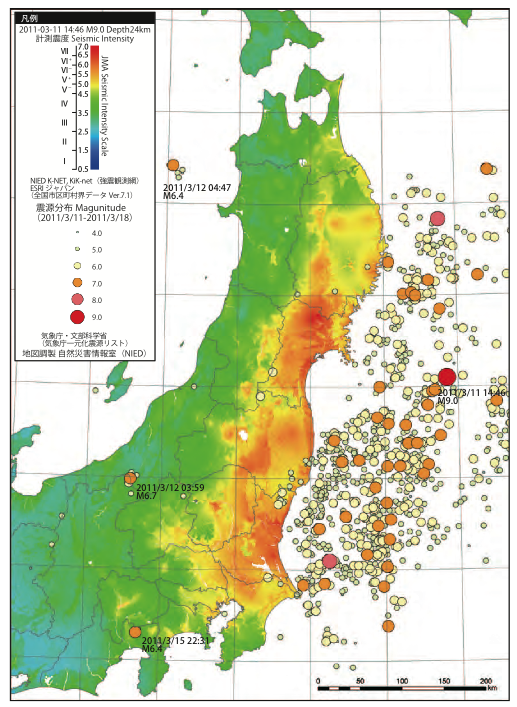 凡例
2011-03-11 14:46 M9.0 Depth24km
計測震度 Seismic Intensity
VII
VI+
VI-
V+
V-
IV
III
II
I
7.0
6.5
6.0
5.5
5.0
4.5
3.5
2.5
1.5
0.5
JMA Seismic Intensity Scale
NIED K-NET, KiK-net（強震観測網）
ESRI ジャパン
（全国市区町村界データ Ver.7.1）
震源分布 Magunitude
（2011/3/11-2011/3/18）
4.0
5.0
6.0
7.0
8.0
9.0
気象庁・文部科学省
（気象庁一元化震源リスト）
地図調製 自然災害情報室（NIED）
2011/3/12 04:47
M6.4
2011/3/11 14:46
M9.0
2011/3/12 03:59
M6.7
2011/3/15 22:31
M6.4
0 50 100 150 200
km